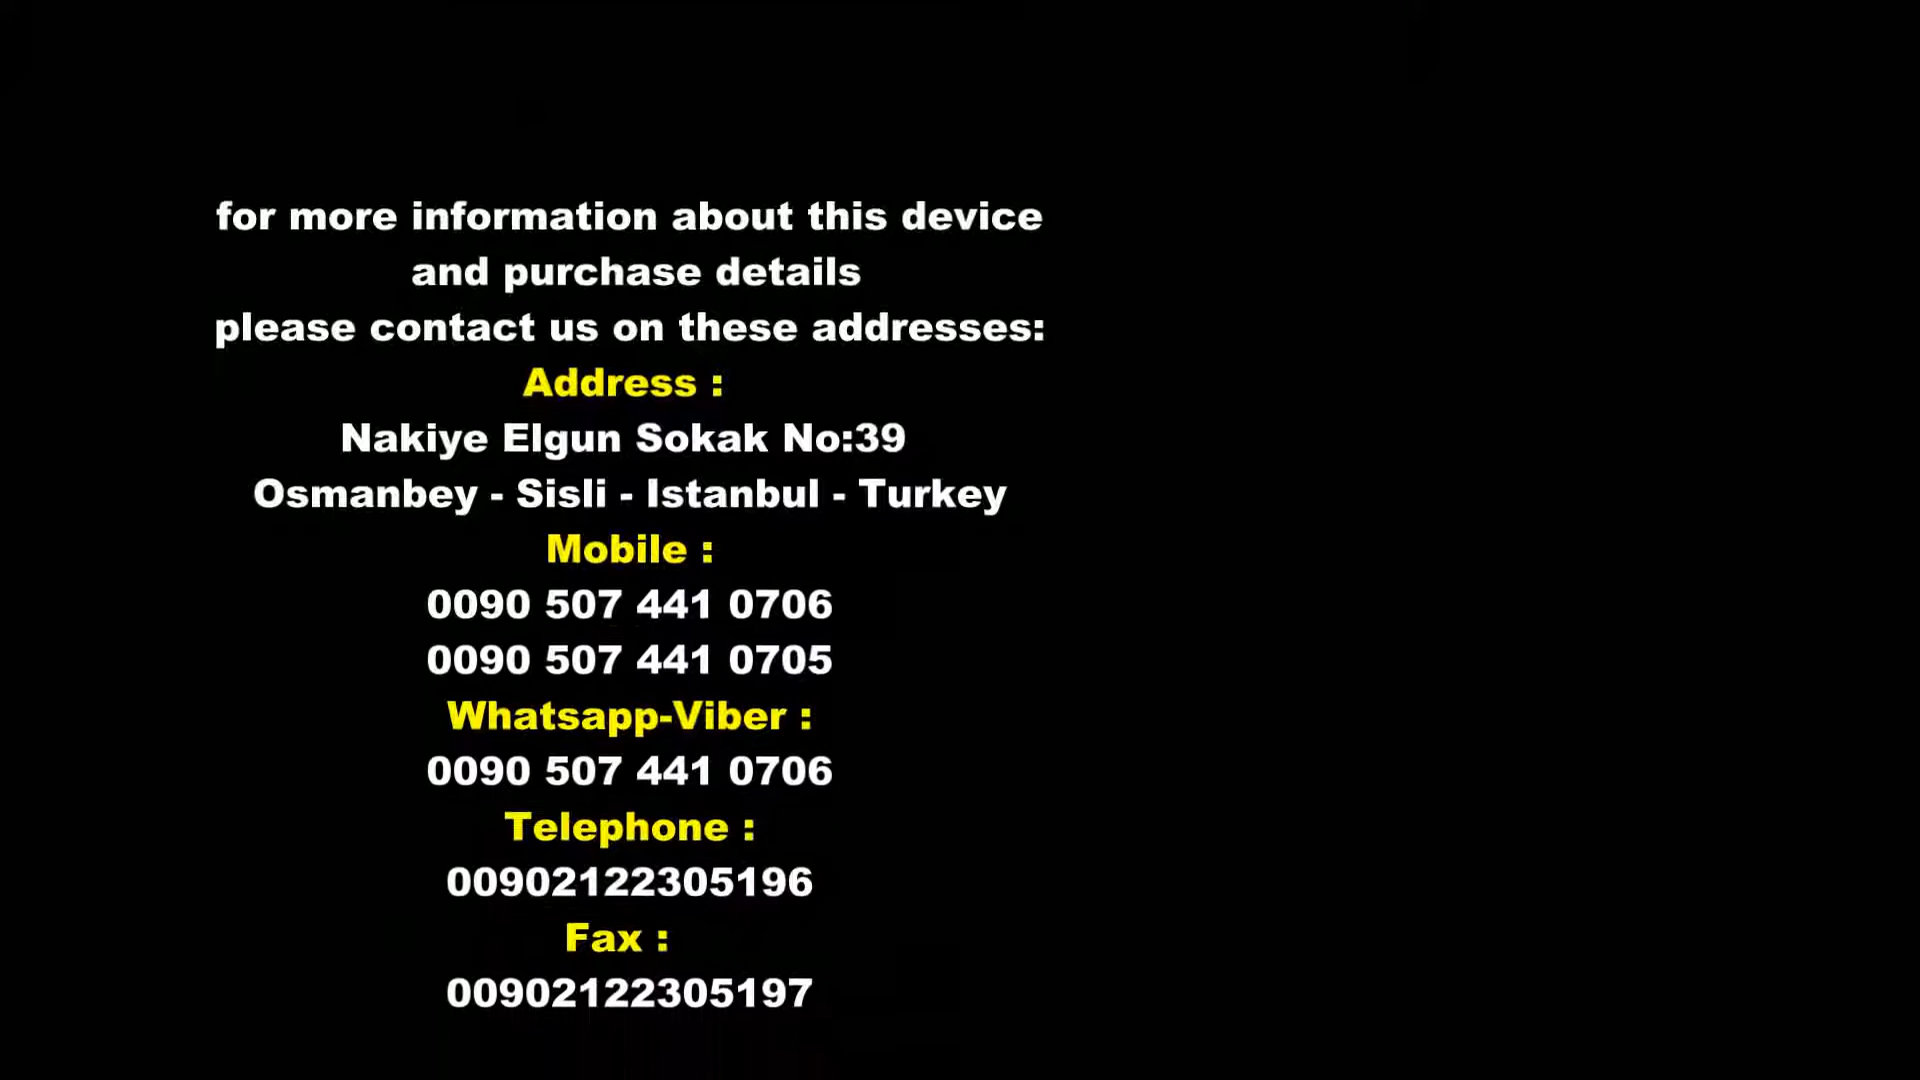 for more information about this device
and purchase details
please contact us on these addresses:
Address :
Nakiye Elgun Sokak No:39
Osmanbey - Sisli - Istanbul - Turkey
Mobile :
0090 507 441 0706
0090 507 441 0705
Whatsapp-Viber :
0090 507 441 0706
Telephone :
00902122305196
Fax :
00902122305197